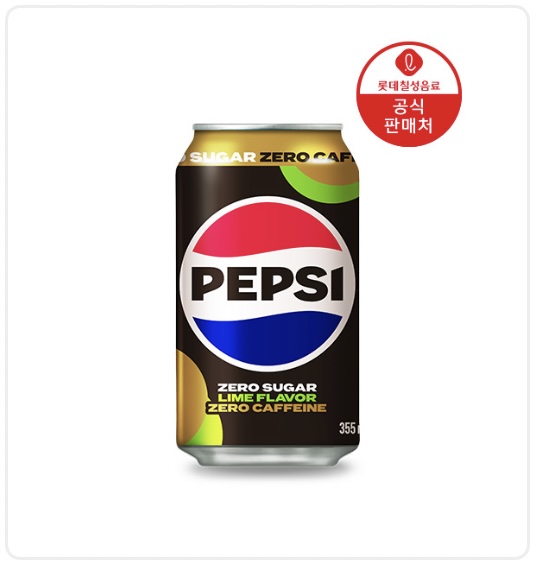 롯데칠성음료
공식
판매처
SUGAR ZERO
PEPSI
ZERO SUGAR
LIME FLAVOR
ZERO CAFFEINE
355